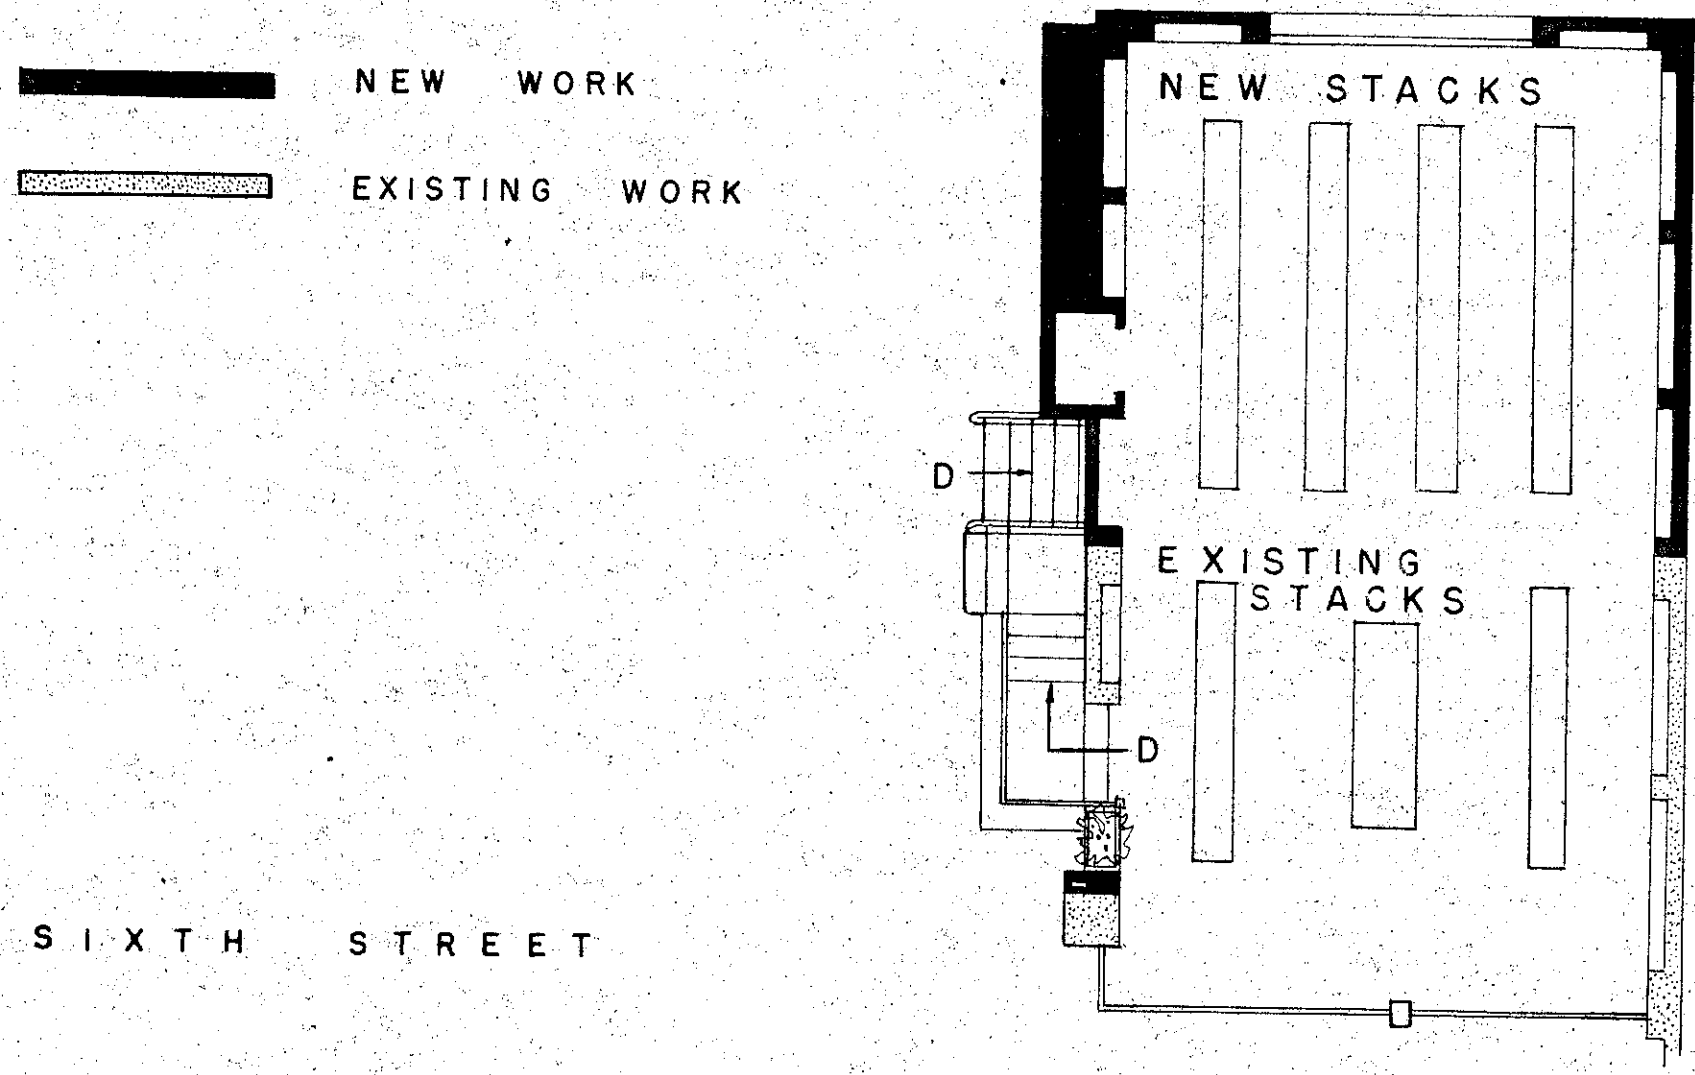 NEW WORK
EXISTING WORK
NEW STACKS
D
EXISTING
STACKS
D
SIXTH STREET